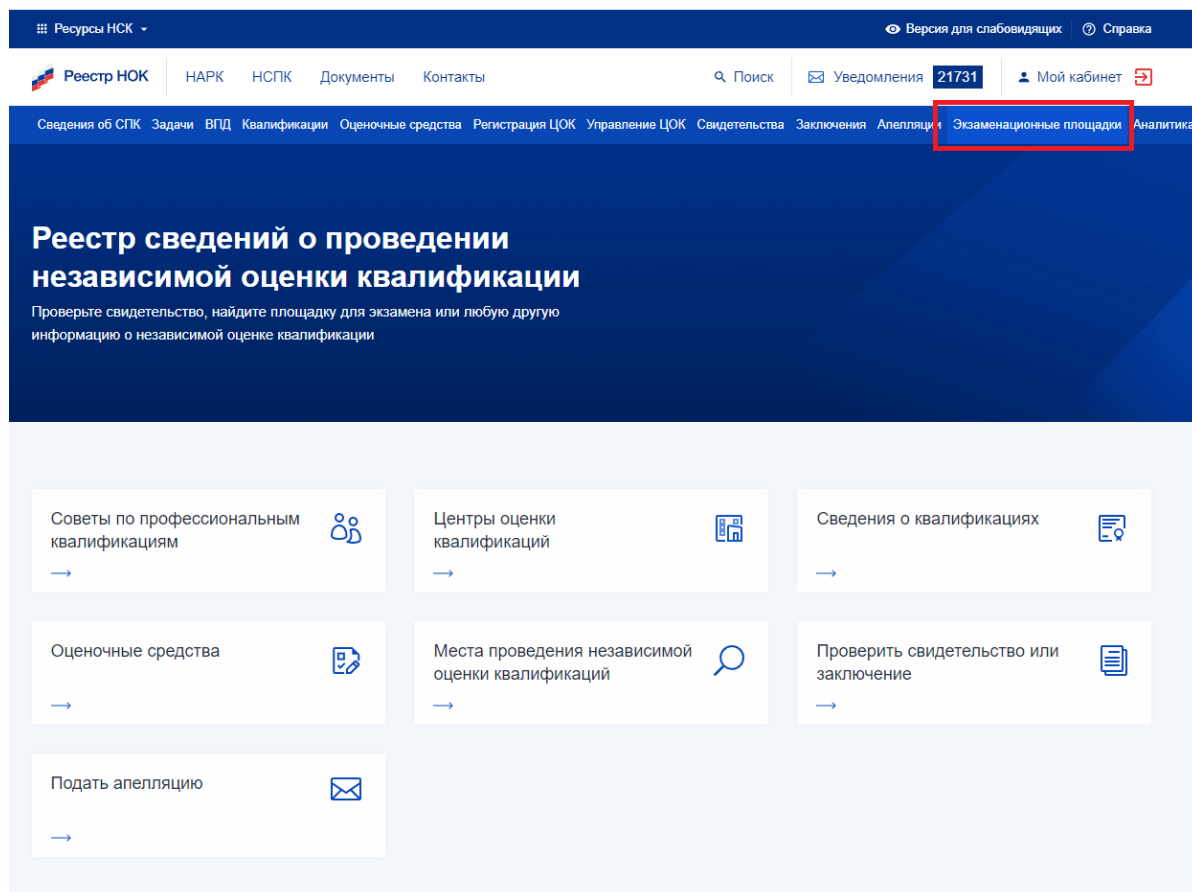 Ресурсы НСК
Версия для слабовидящих
Справка
Реестр НОК
НАРК
НСПК
Документы
Контакты
Поиск
Уведомления 21731
Мой кабинет
Сведения об СПК Задачи ВПД Квалификации Оценочные средства Регистрация ЦОК Управление ЦОК Свидетельства Заключения Апелляции Экзаменационные площадки Аналитика
Реестр сведений о проведении
независимой оценки квалификации
Проверьте свидетельство, найдите площадку для экзамена или любую другую
информацию о независимой оценке квалификации
Советы по профессиональным
квалификациям
Центры оценки
квалификаций
Сведения о квалификациях
Оценочные средства
Места проведения независимой
оценки квалификаций
Проверить свидетельство или
заключение
Подать апелляцию